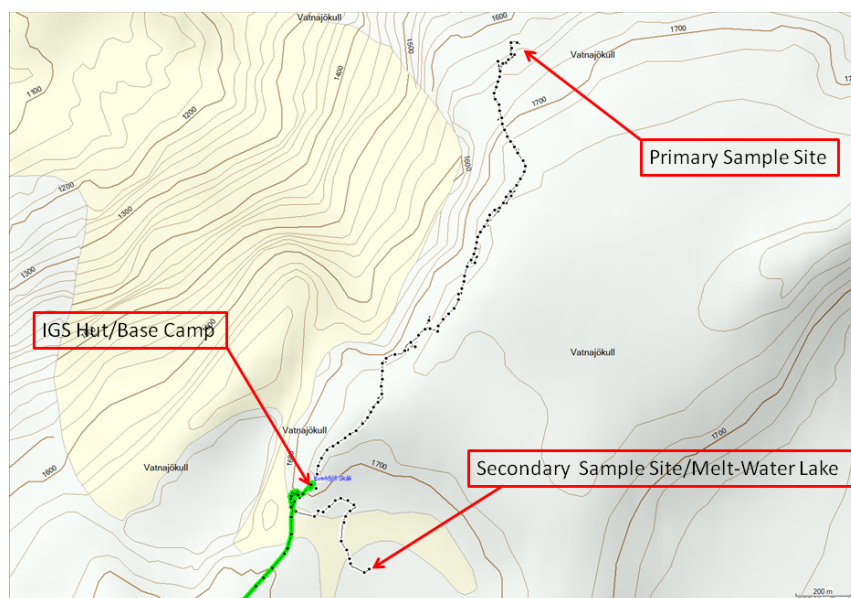 Vatnajökull
1600
1700
1500
Vatnajökull
1400
1100
1700
1200
Primary Sample Site
1600
1200
1300
1300
IGS Hut/Base Camp
Vatnajökull
1700
Vatnajökull
1600
Vatnajökull
1600
1700
Secondary Sample Site/Melt-Water Lake
200 m